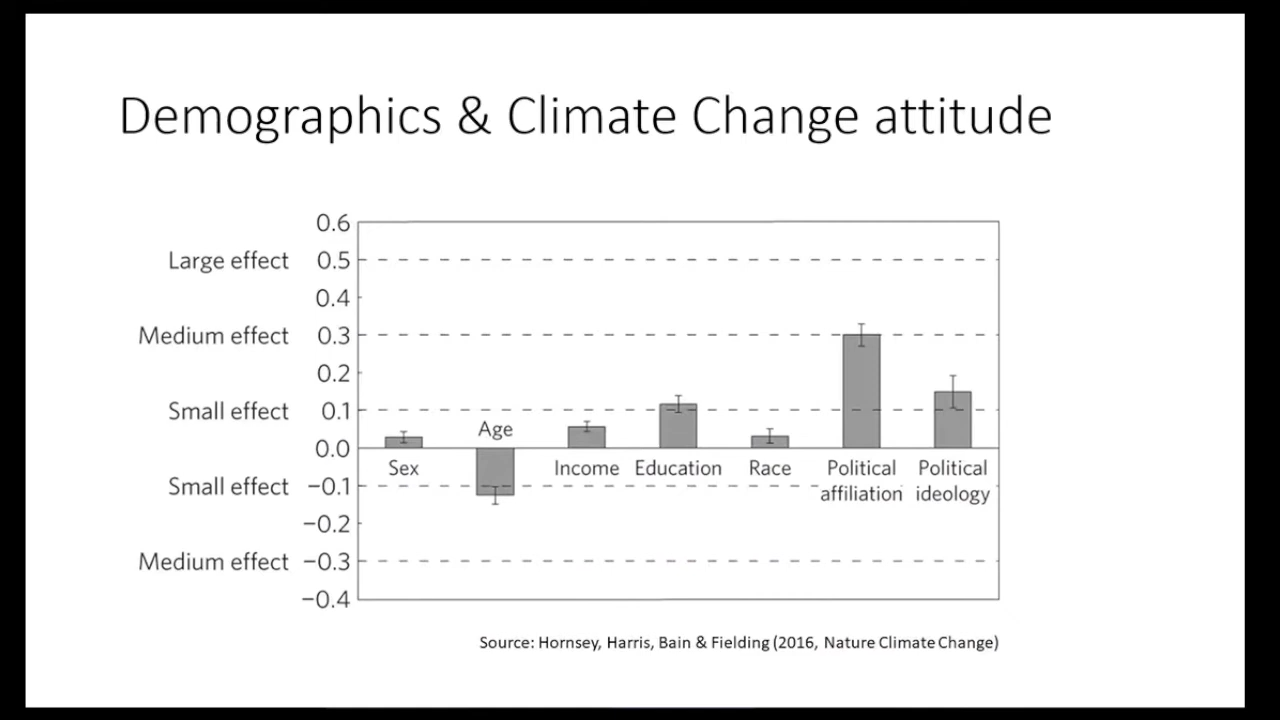 Demographics & Climate Change attitude
0.6
Large effect 0.5
0.4
Medium effect 0.3
0.2
Small effect 0.1
Age
0.0
Sex Income Education Race Political affiliation Political ideology
Small effect −0.1
−0.2
Medium effect −0.3
−0.4
Source: Hornsey, Harris, Bain & Fielding (2016, Nature Climate Change)